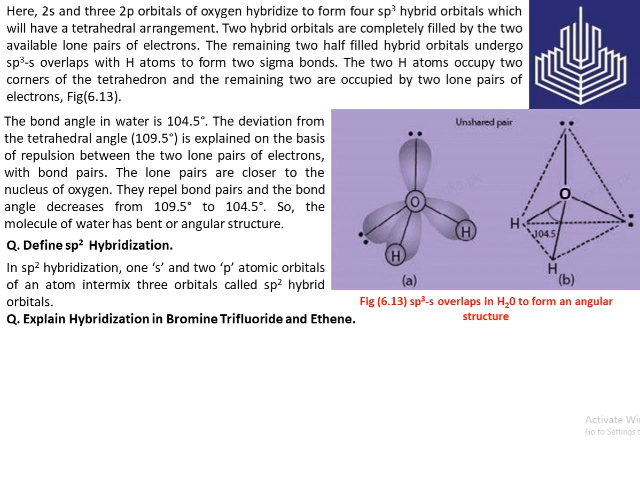 Here, 2s and three 2p orbitals of oxygen hybridize to form four sp³ hybrid orbitals which
will have a tetrahedral arrangement. Two hybrid orbitals are completely filled by the two
available lone pairs of electrons. The remaining two half filled hybrid orbitals undergo
sp³-s overlaps with H atoms to form two sigma bonds. The two H atoms occupy two
corners of the tetrahedron and the remaining two are occupied by two lone pairs of
electrons, Fig(6.13).
The bond angle in water is 104.5°. The deviation from
the tetrahedral angle (109.5°) is explained on the basis
of repulsion between the two lone pairs of electrons,
with bond pairs. The lone pairs are closer to the
nucleus of oxygen. They repel bond pairs and the bond
angle decreases from 109.5° to 104.5°. So, the
molecule of water has bent or angular structure.
Q. Define sp² Hybridization.
In sp² hybridization, one ‘s’ and two ‘p’ atomic orbitals
of an atom intermix three orbitals called sp² hybrid
orbitals.
Q. Explain Hybridization in Bromine Trifluoride and Ethene.
Unshared pair
O
H
H
(a)
O
H
104.5
H
(b)
Fig (6.13) sp³-s overlaps in H₂0 to form an angular
structure
Activate Wi
Go to Settings t